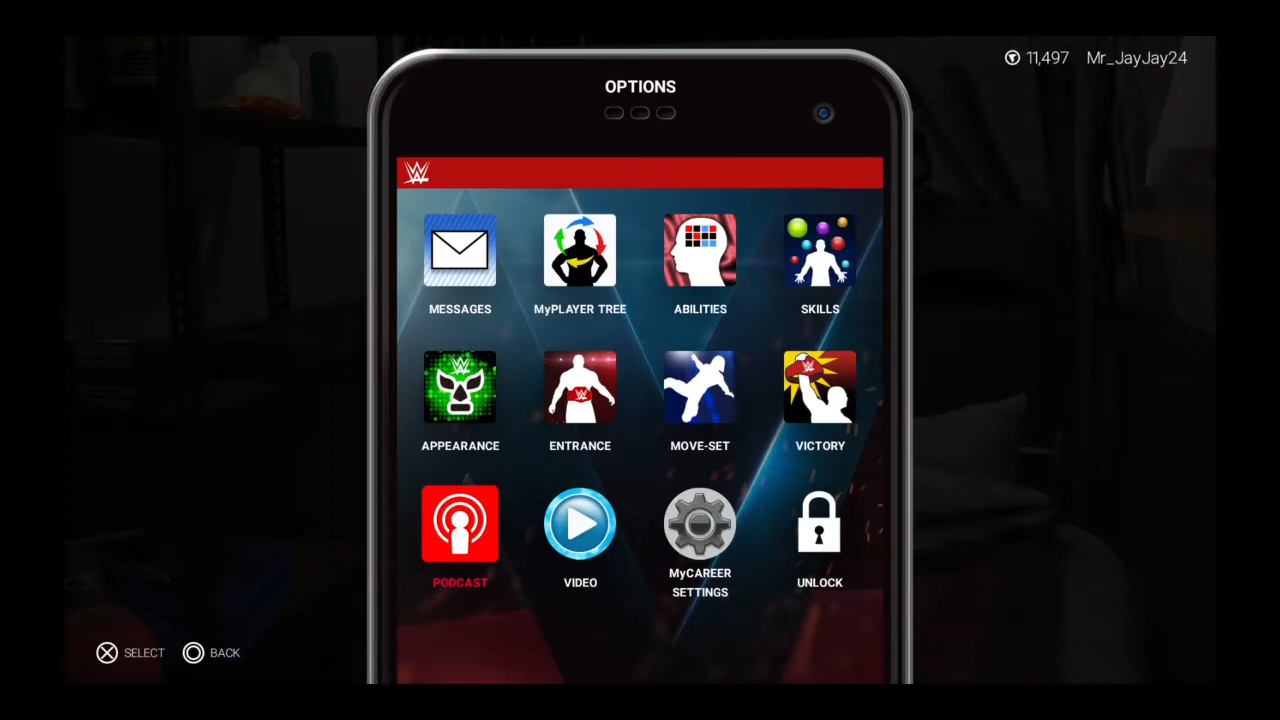 OPTIONS
11,497 Mr_JayJay24
W
MESSAGES
MyPLAYER TREE
ABILITIES
SKILLS
APPEARANCE
ENTRANCE
MOVE-SET
VICTORY
PODCAST
VIDEO
MyCAREER
SETTINGS
UNLOCK
SELECT
BACK